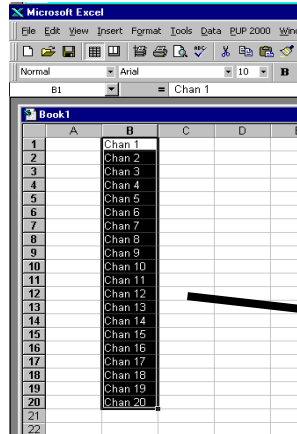 Microsoft Excel
File Edit View Insert Format Tools Data PUP 2000
Normal Arial 10 B
B1 = Chan 1
Book1
A B C D
1 Chan 1
2 Chan 2
3 Chan 3
4 Chan 4
5 Chan 5
6 Chan 6
7 Chan 7
8 Chan 8
9 Chan 9
10 Chan 10
11 Chan 11
12 Chan 12
13 Chan 13
14 Chan 14
15 Chan 15
16 Chan 16
17 Chan 17
18 Chan 18
19 Chan 19
20 Chan 20
21
22